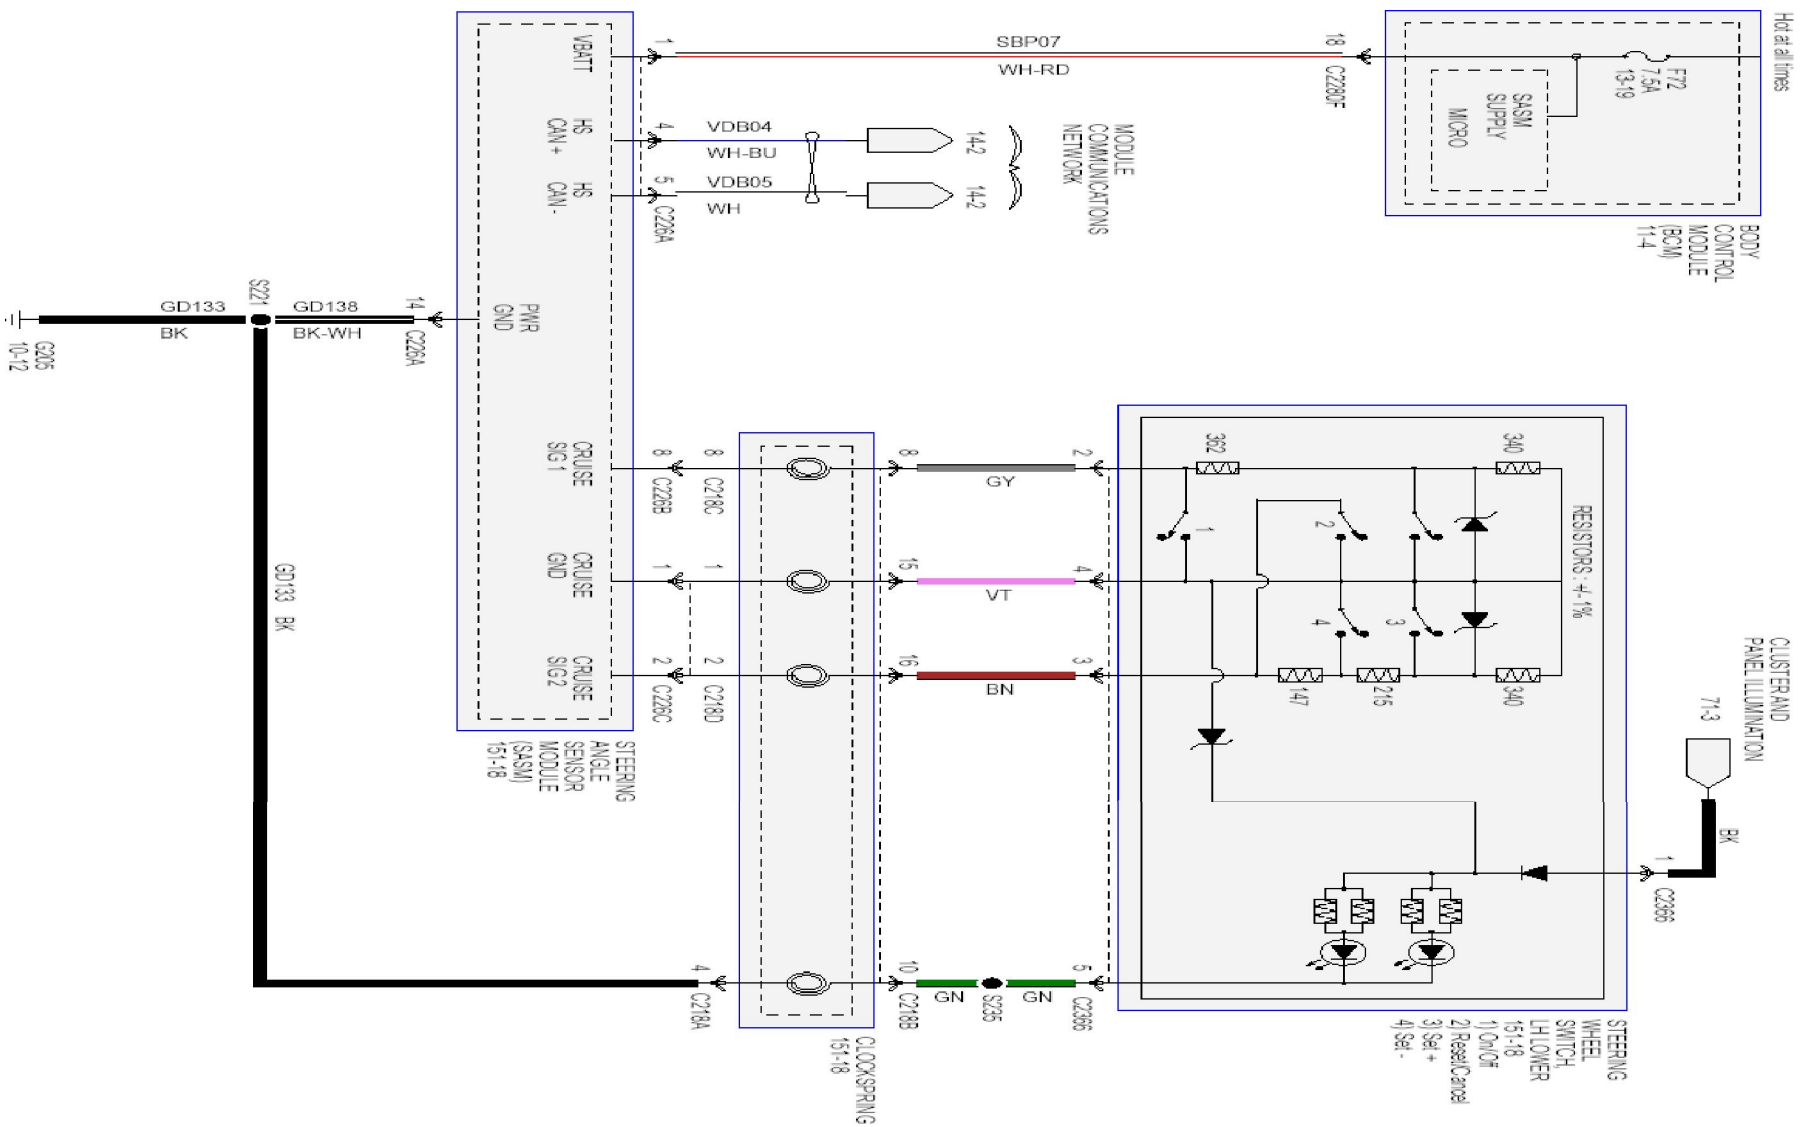 Hot at all times
F72
7.5A
13-19
SASM
SUPPLY
MICRO
BODY
CONTROL
MODULE
(BCM)
11-4
18
C2280F
SBP07
WH-RD
1
VBATT
MODULE
COMMUNICATIONS
NETWORK
14-2
14-2
VDB04
WH-BU
4
HS
CAN+
VDB05
WH
5
C226A
HS
CAN-
PWR
GND
14
C226A
GD138
BK-WH
S221
GD133
BK
G205
10-12
GD133 BK
CRUISE
SIG 1
8
C226B
8
C218C
8
GY
2
CRUISE
GND
1
1
15
VT
4
CRUISE
SIG 2
2
C226C
2
C218D
16
BN
3
STEERING
ANGLE
SENSOR
MODULE
(SASM)
151-18
362
340
RESISTORS: +/- 1%
1
2
4
3
147
215
340
CLUSTER AND
PANEL ILLUMINATION
71-3
BK
1
C2366
4
C218A
10
C218B
GN
S235
GN
5
C2366
CLOCKSPRING
151-18
STEERING
WHEEL
SWITCH,
LH LOWER
151-18
1) On/Off
2) Reset/Cancel
3) Set +
4) Set -